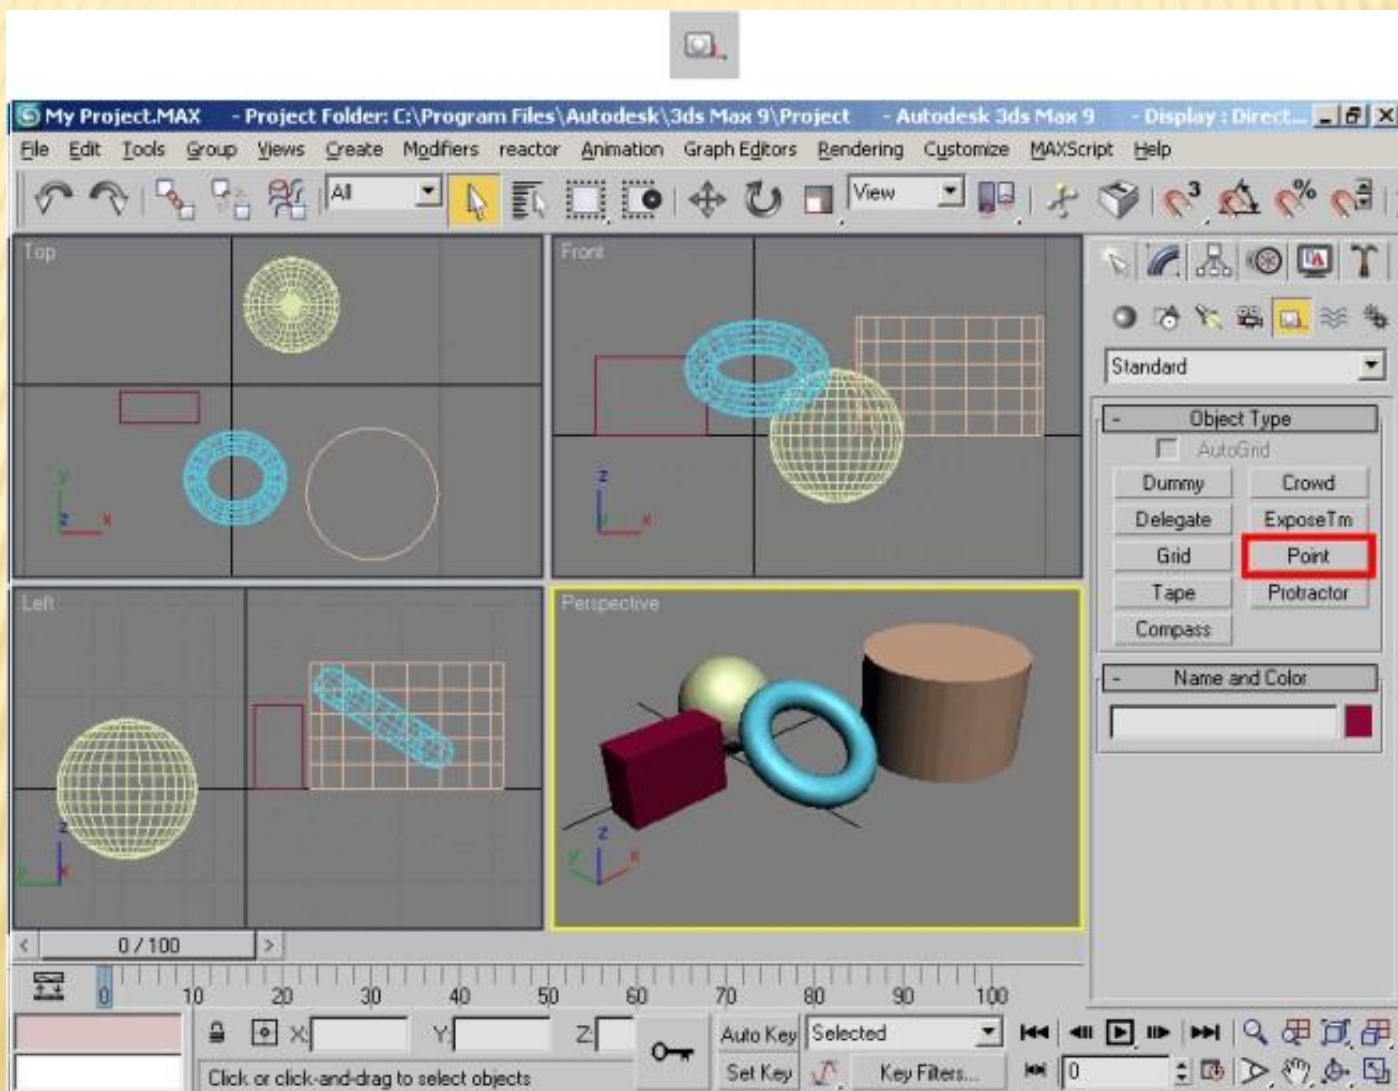 My Project.MAX - Project Folder: C:\Program Files\Autodesk\3ds Max 9\Project - Autodesk 3ds Max 9 - Display : Direct...
File Edit Tools Group Views Create Modifiers reactor Animation Graph Editors Rendering Customize MAXScript Help
All View 3 %
Top Front
Standard
- Object Type
AutoGrid
Dummy Crowd
Delegate ExposeTm
Grid Point
Tape Protractor
Compass
- Name and Color
z
y
z x
y x
Left Perspective
z
y x
z
y x
< 0 / 100 >
0 10 20 30 40 50 60 70 80 90 100
X: Y: Z: Auto Key Selected
Click or click-and-drag to select objects Set Key Key Filters... 0